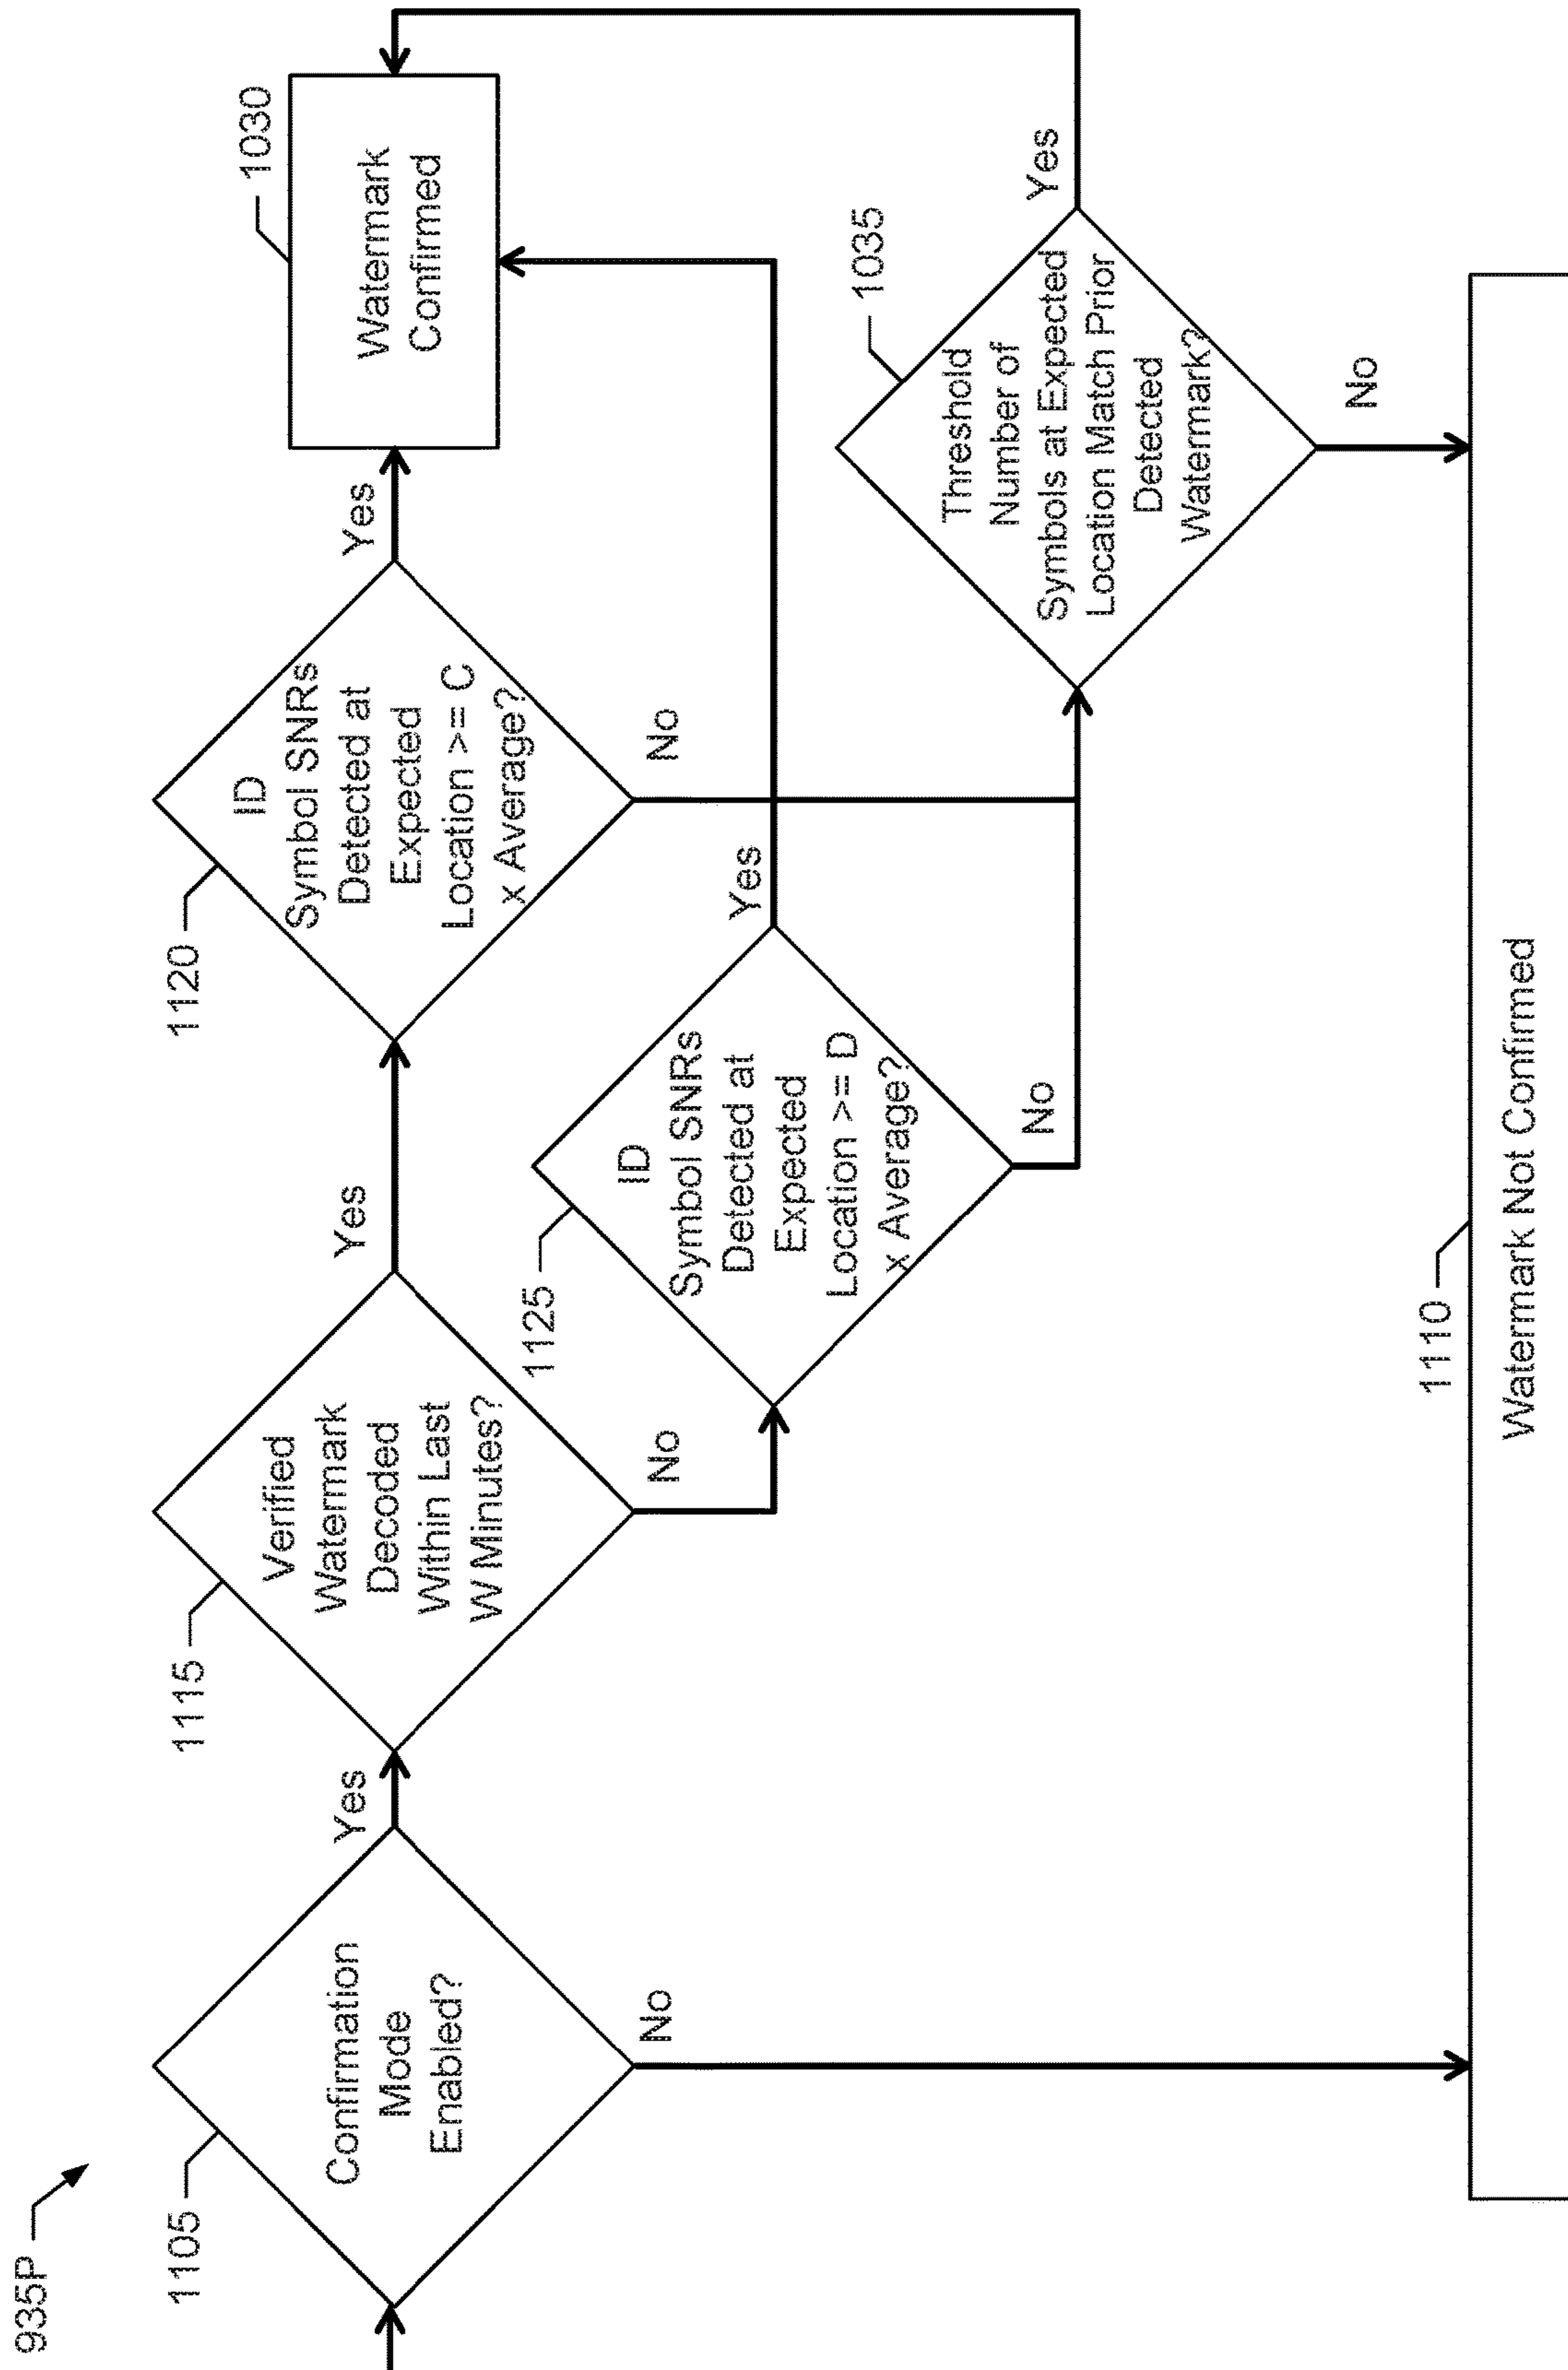 935P
1105
Confirmation
Mode
Enabled?
Yes
No
1115
Verified
Watermark
Decoded
Within Last
W Minutes?
Yes
No
1120
ID
Symbol SNRs
Detected at
Expected
Location >= C
x Average?
Yes
No
1030
Watermark
Confirmed
1125
ID
Symbol SNRs
Detected at
Expected
Location >= D
x Average?
Yes
No
1035
Threshold
Number of
Symbols at Expected
Location Match Prior
Detected
Watermark?
Yes
No
1110
Watermark Not Confirmed